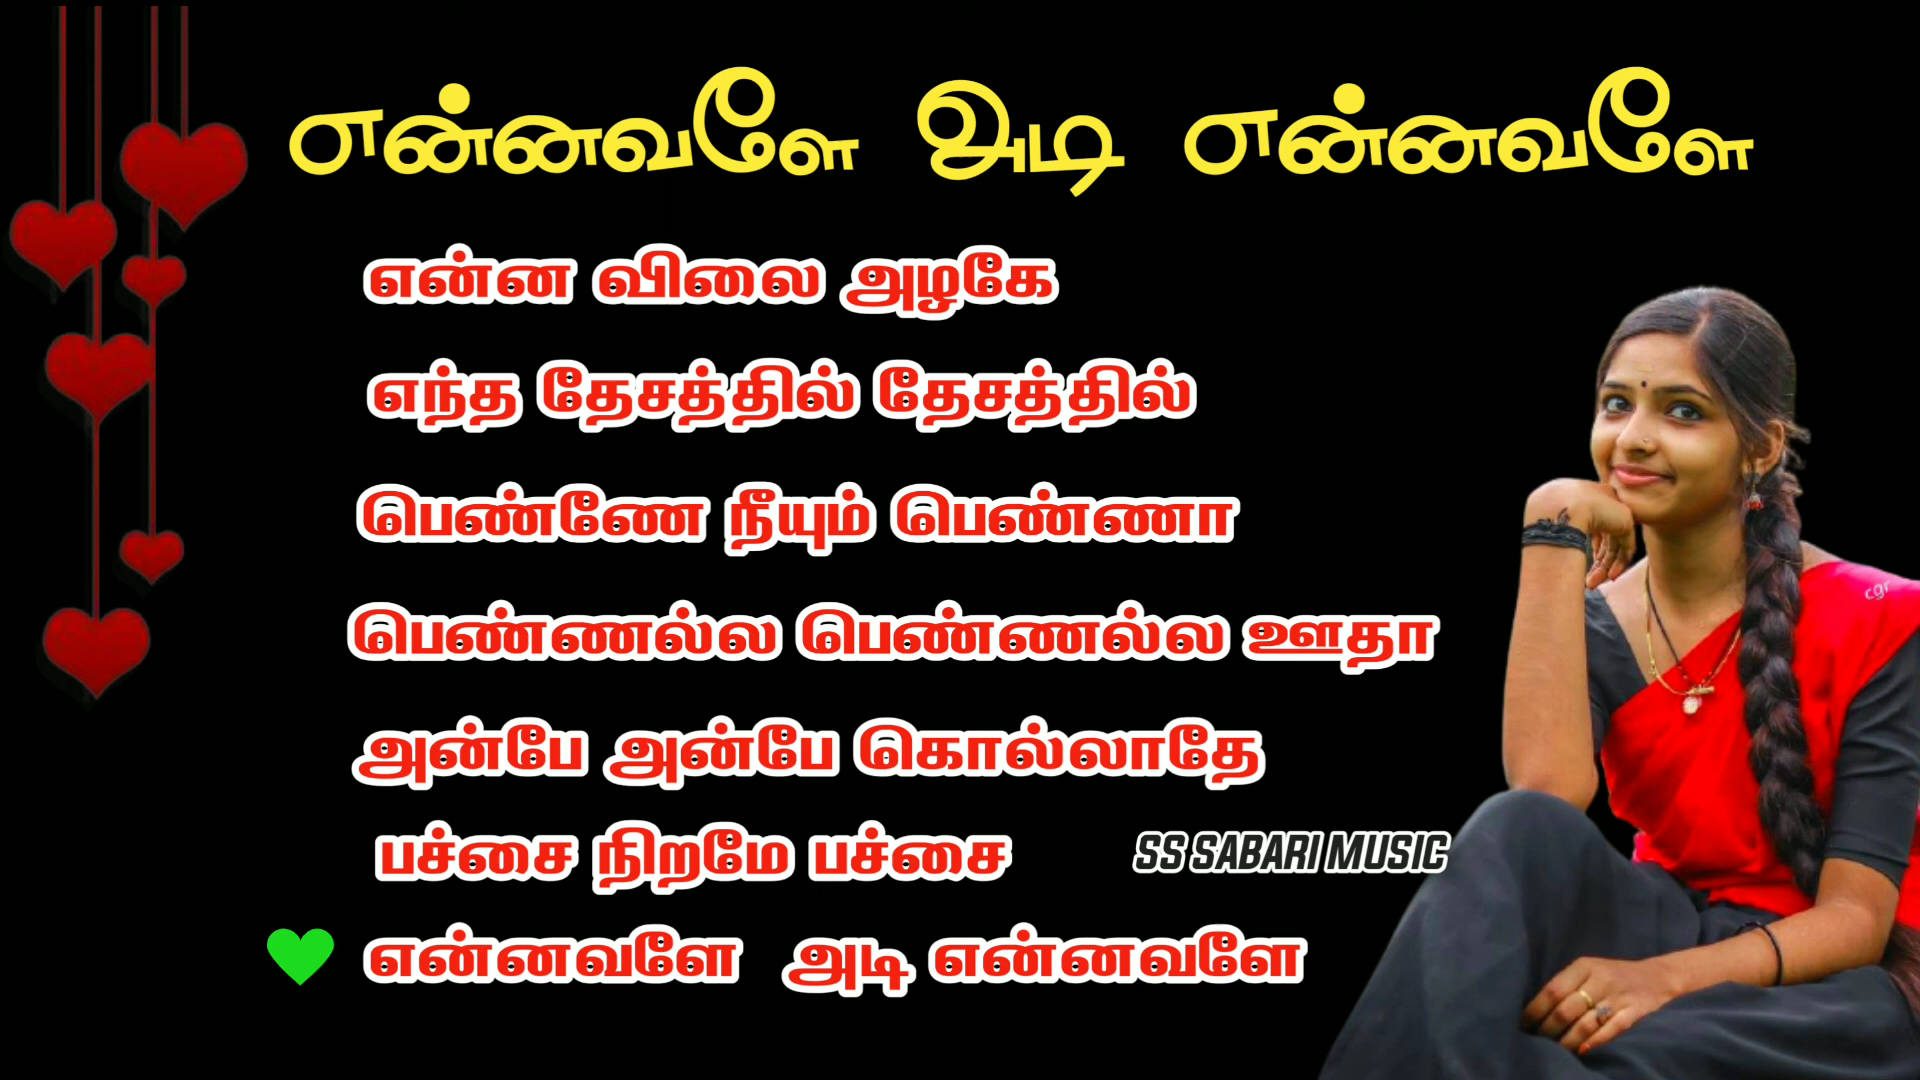 என்னவளே அடி என்னவளே
என்ன விலை அழகே
எந்த தேசத்தில் தேசத்தில்
பெண்ணே நீயும் பெண்ணா
பெண்ணல்ல பெண்ணல்ல ஊதா
அன்பே அன்பே கொல்லாதே
பச்சை நிறமே பச்சை
SS SABARI MUSIC
என்னவளே அடி என்னவளே
cgr